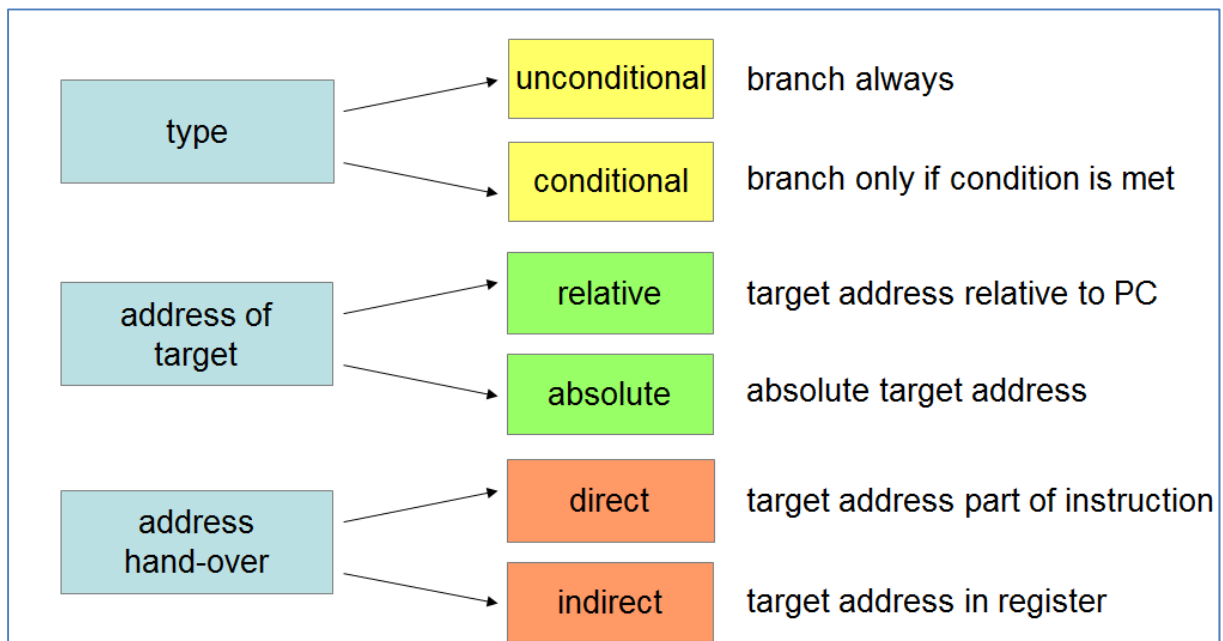 type
unconditional branch always
conditional branch only if condition is met
address of
target
relative target address relative to PC
absolute absolute target address
address
hand-over
direct target address part of instruction
indirect target address in register